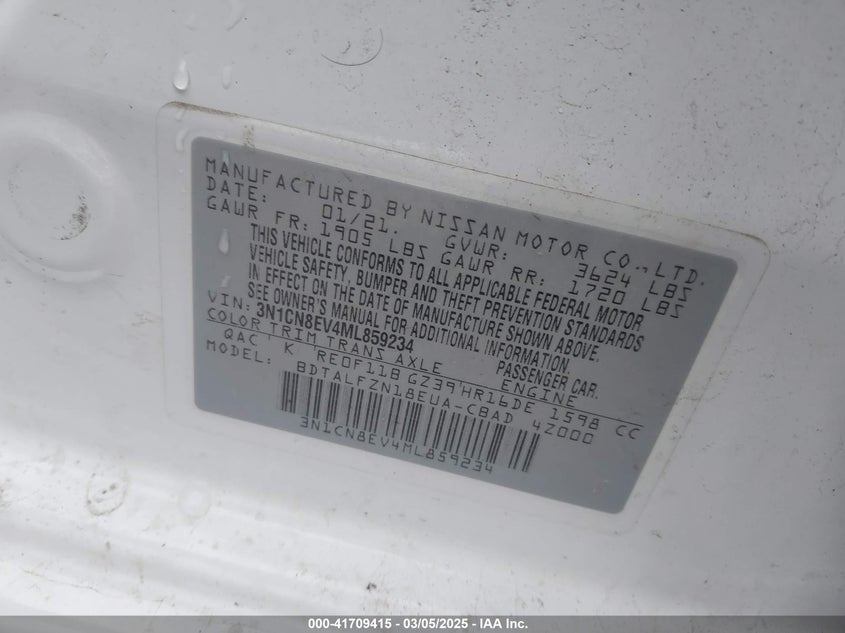 MANUFACTURED BY NISSAN MOTOR CO., LTD.
DATE: 01/21. GVWR: 3624 LBS
GAWR FR: 1905 LBS GAWR RR: 1720 LBS
THIS VEHICLE CONFORMS TO ALL APPLICABLE FEDERAL MOTOR
VEHICLE SAFETY, BUMPER AND THEFT PREVENTION STANDARDS
IN EFFECT ON THE DATE OF MANUFACTURE SHOWN ABOVE.
SEE OWNER'S MANUAL FOR ADDITIONAL INFORMATION.
VIN: 3N1CN8EV4ML859234 PASSENGER CAR.
COLOR TRIM TRANS AXLE ENGINE
QAC K RE0F11B GZ39 HR16DE 1598 CC
MODEL: BDTALFZN18EUA-CBAD 4Z000
3N1CN8EV4ML859234
000-41709415 - 03/05/2025 - IAA Inc.